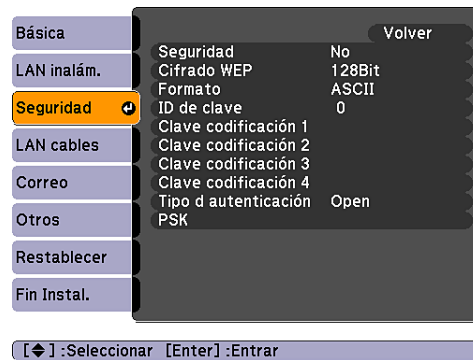 Básica
LAN inalám.
Seguridad
LAN cables
Correo
Otros
Restablecer
Fin Instal.
Volver
Seguridad No
Cifrado WEP 128Bit
Formato ASCII
ID de clave 0
Clave codificación 1
Clave codificación 2
Clave codificación 3
Clave codificación 4
Tipo d autenticación Open
PSK
[◆] :Seleccionar [Enter] :Entrar